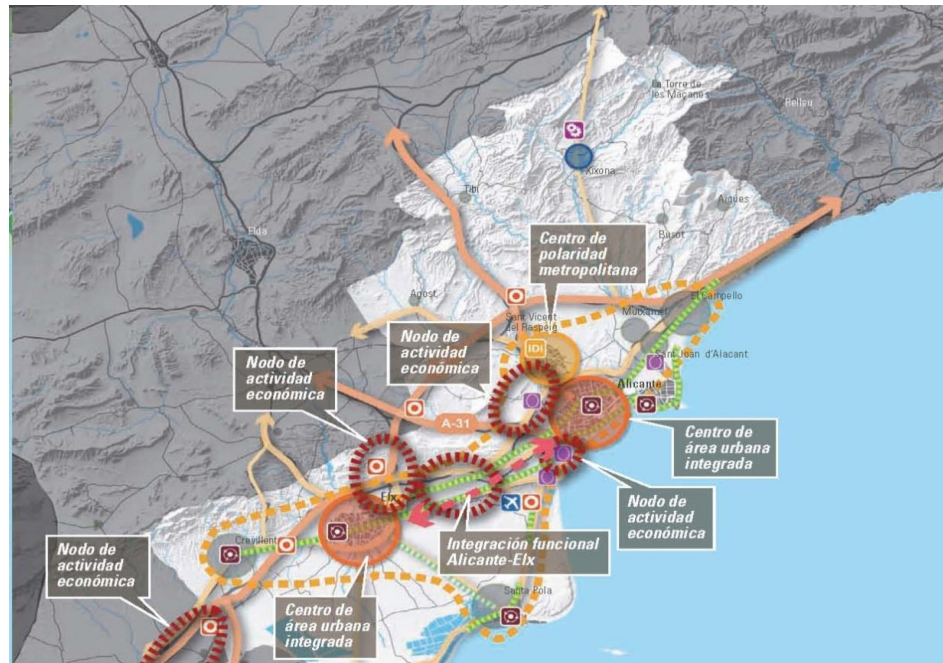 La Torre de
les Maçanes
Relleu
Xixona
Tibi
Aigües
Busot
Elda
Centro de
polaridad
metropolitana
Agost
El Campello
Sant Vicent
del Raspeig
Mutxamel
Nodo de
actividad
económica
IDi
Sant Joan d'Alacant
Nodo de
actividad
económica
Alicante
A-31
Centro de
área urbana
integrada
Elx
Nodo de
actividad
económica
Integración funcional
Alicante-Elx
Crevillent
Nodo de
actividad
económica
Santa Pola
Centro de
área urbana
integrada